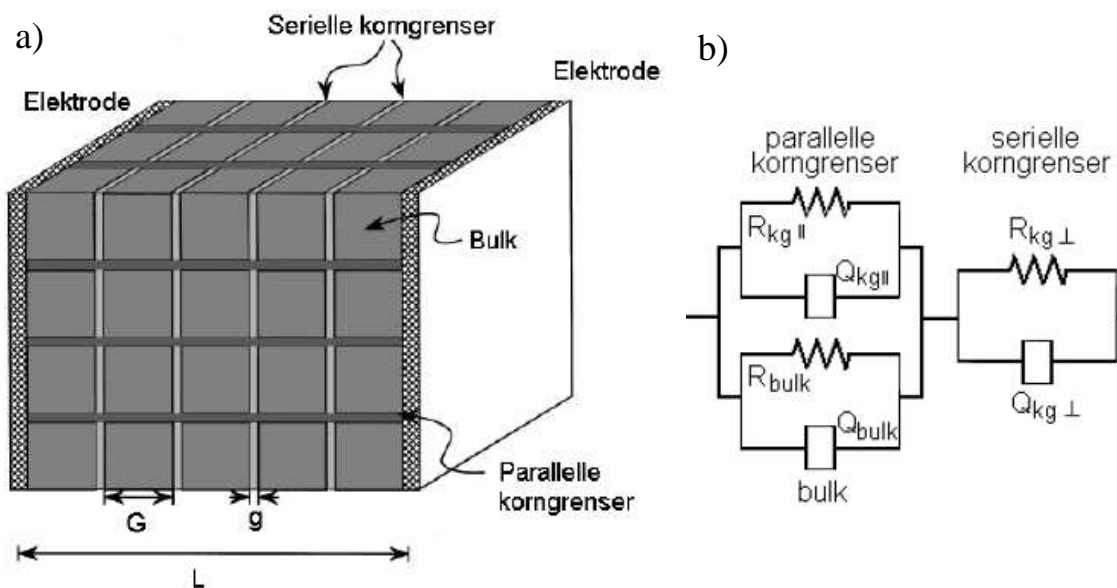 a)
Serielle korngrenser
Elektrode
Elektrode
Bulk
Parallelle
korngrenser
G
g
L
b)
parallelle
korngrenser
serielle
korngrenser
R kg ||
Q kg||
R bulk
Q bulk
bulk
R kg ⊥
Q kg ⊥